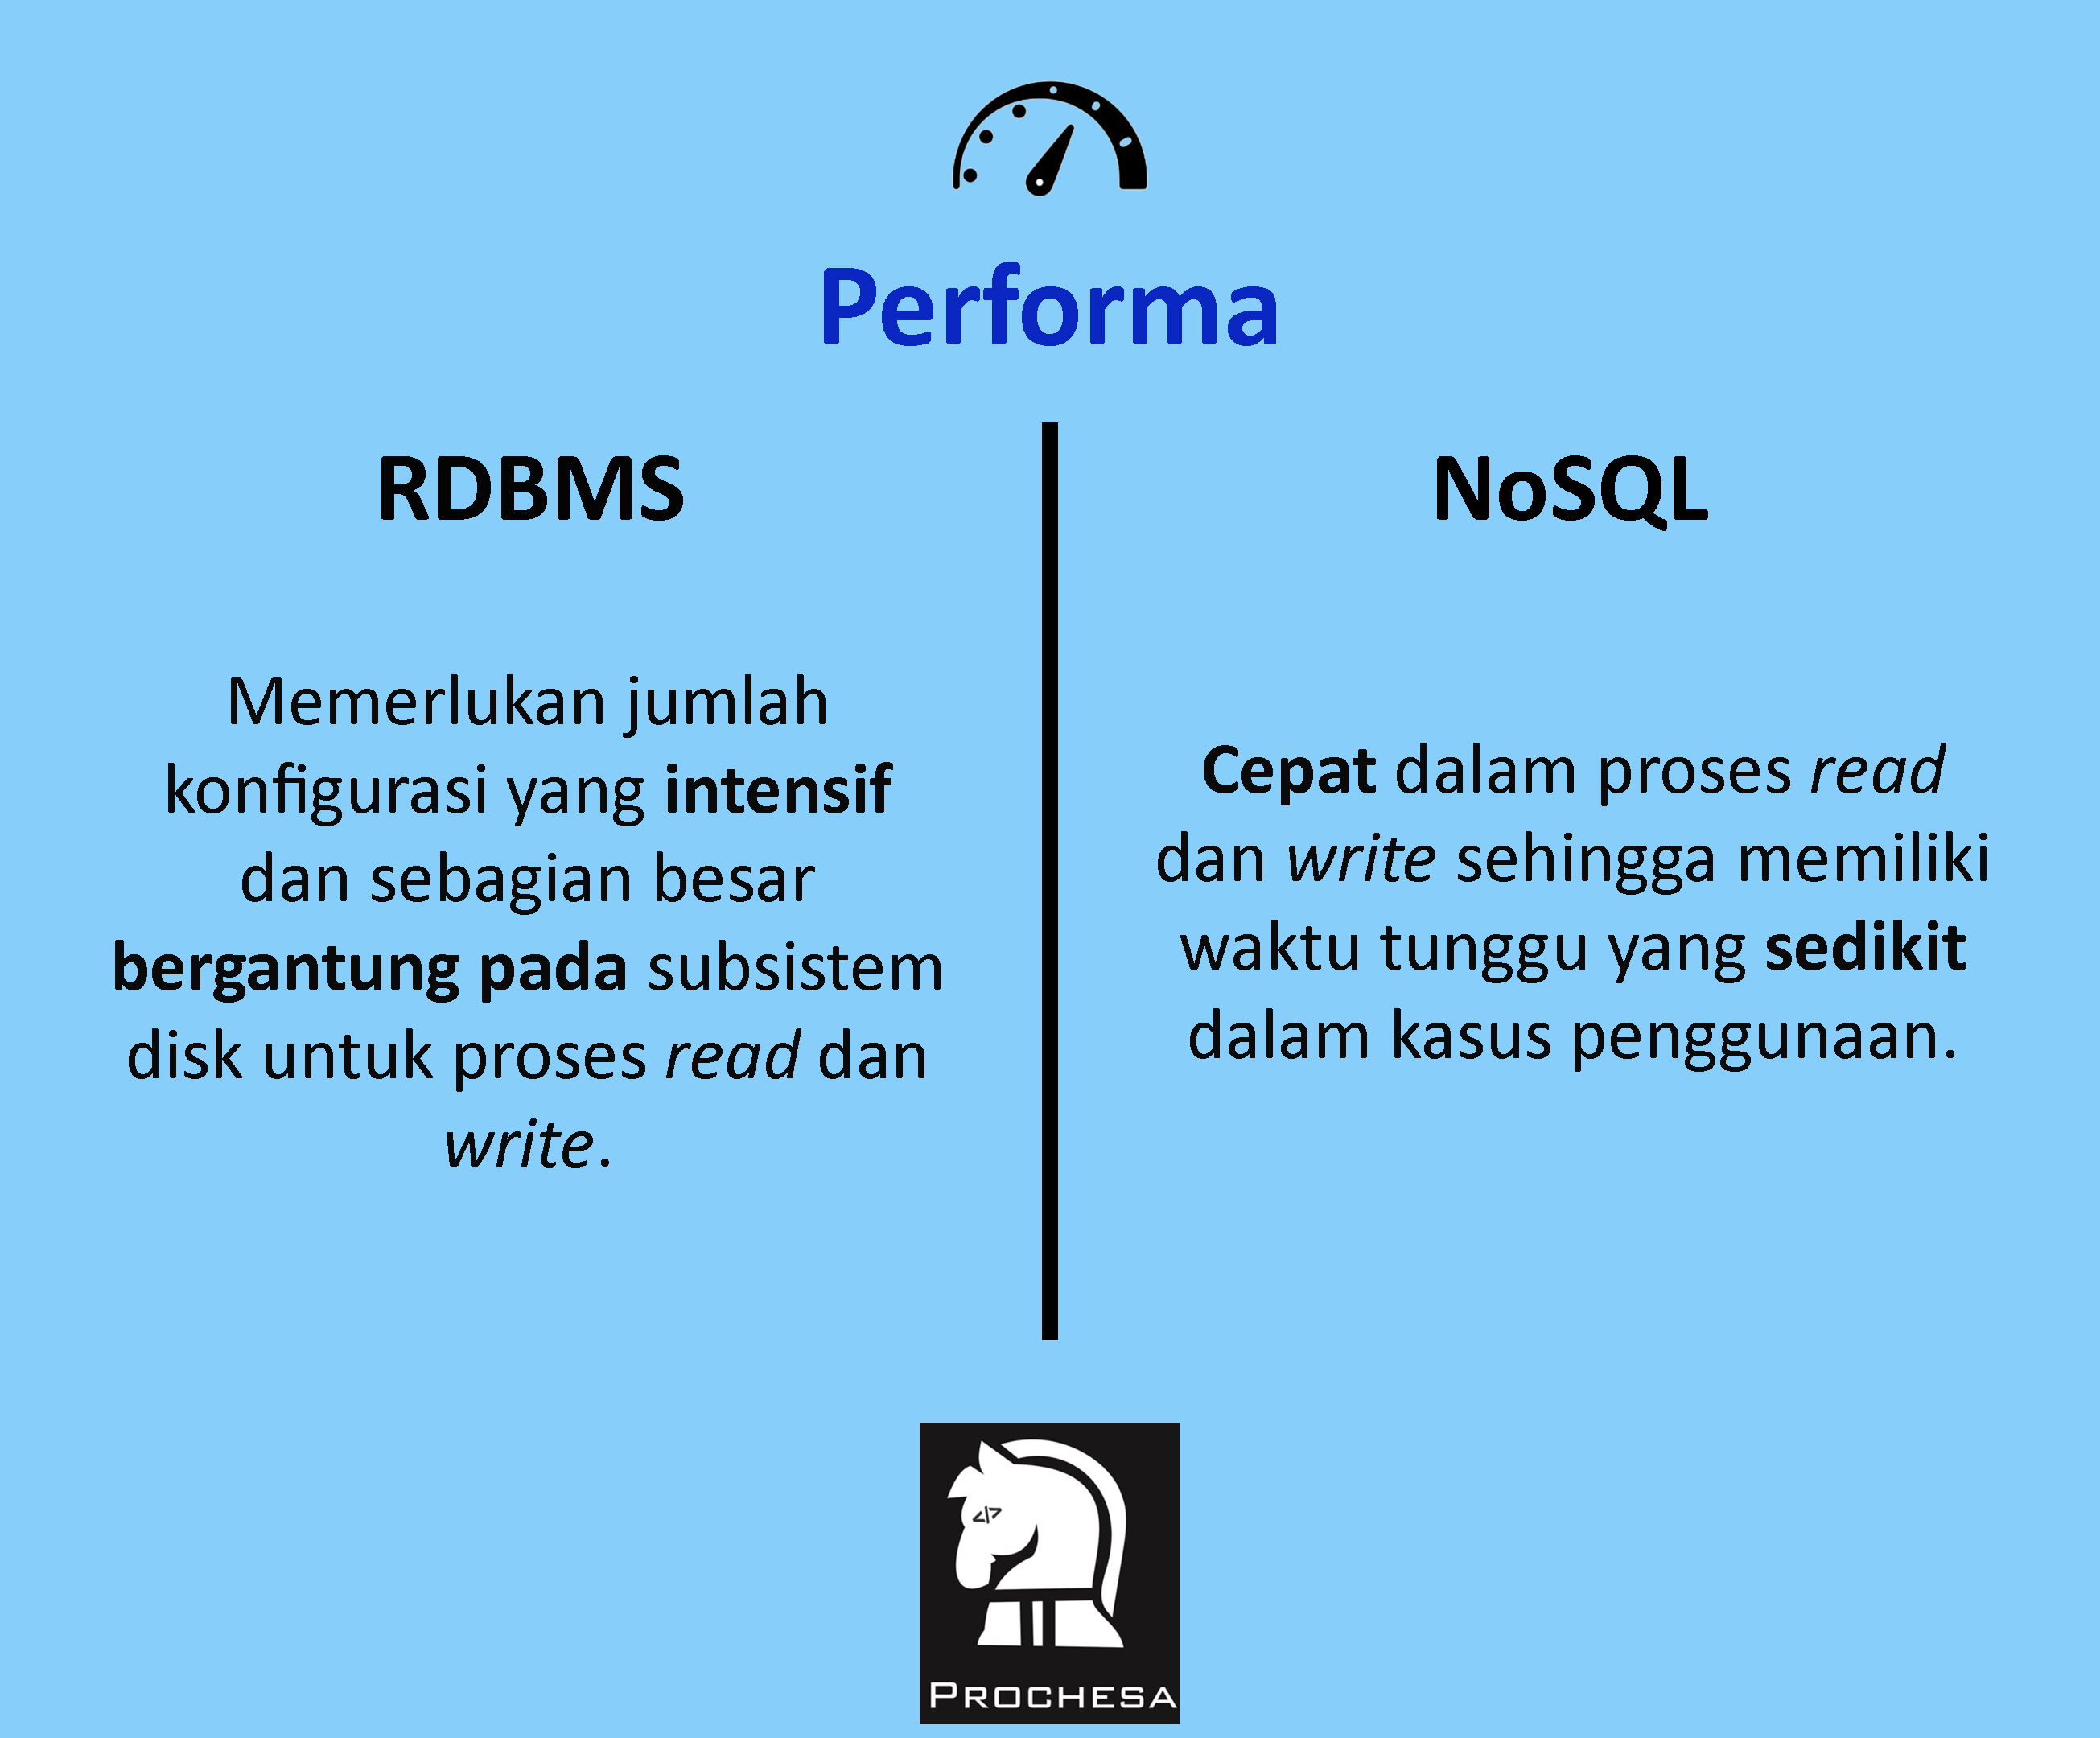 Performa
RDBMS
Memerlukan jumlah
konfigurasi yang intensif
dan sebagian besar
bergantung pada subsistem
disk untuk proses read dan
write.
NoSQL
Cepat dalam proses read
dan write sehingga memiliki
waktu tunggu yang sedikit
dalam kasus penggunaan.
</>
PROCHESA